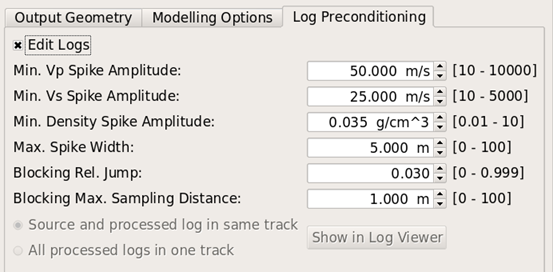 Output Geometry Modelling Options Log Preconditioning
Edit Logs
Min. Vp Spike Amplitude: 50.000 m/s [10 - 10000]
Min. Vs Spike Amplitude: 25.000 m/s [10 - 5000]
Min. Density Spike Amplitude: 0.035 g/cm^3 [0.01 - 10]
Max. Spike Width: 5.000 m [0 - 100]
Blocking Rel. Jump: 0.030 [0 - 0.999]
Blocking Max. Sampling Distance: 1.000 m [0 - 100]
Source and processed log in same track
All processed logs in one track
Show in Log Viewer